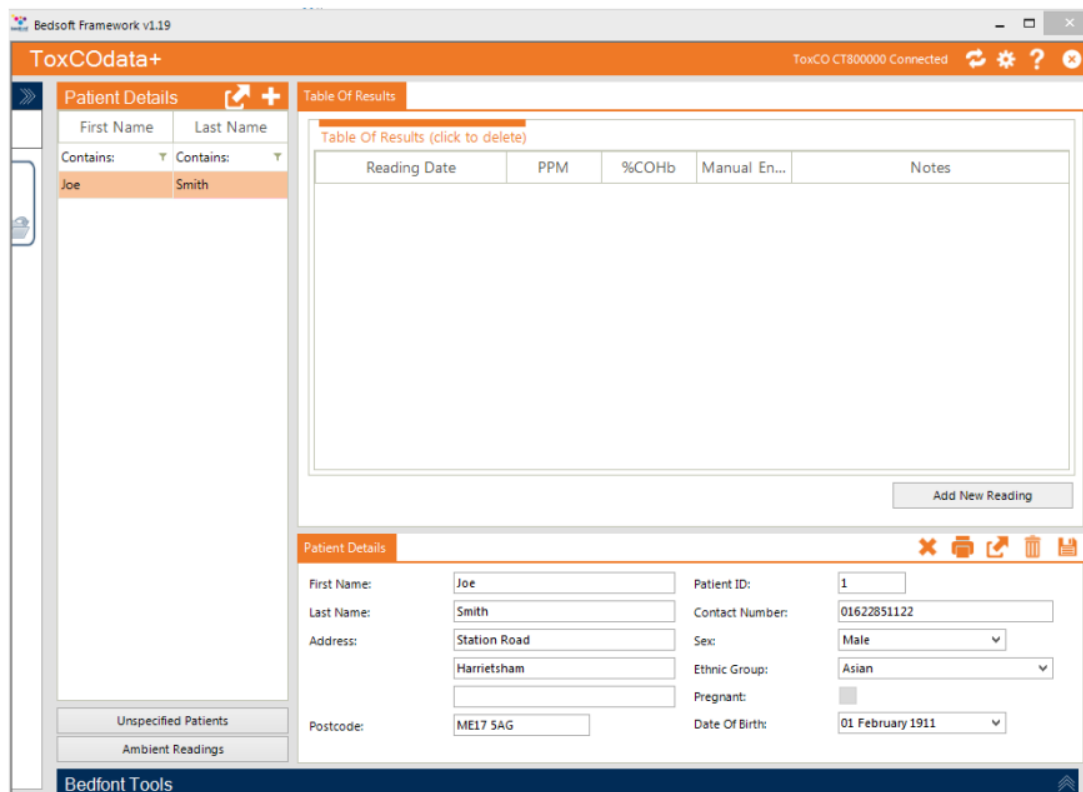 Bedsoft Framework v1.19
ToxCOdata+
ToxCO CT800000 Connected
Patient Details
First Name Last Name
Contains: Contains:
Joe Smith
Unspecified Patients
Ambient Readings
Table Of Results
Table Of Results (click to delete)
Reading Date PPM %COHb Manual En... Notes
Add New Reading
Patient Details
First Name: Joe Patient ID: 1
Last Name: Smith Contact Number: 01622851122
Address: Station Road Sex: Male
Harrietsham Ethnic Group: Asian
Pregnant:
Postcode: ME17 5AG Date Of Birth: 01 February 1911
Bedfont Tools